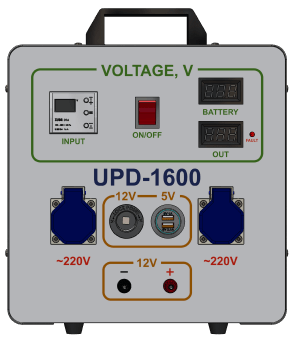 VOLTAGE, V
BATTERY
INPUT
ON/OFF
OUT
FAULT
UPD-1600
12V
5V
~220V
~220V
12V
- +